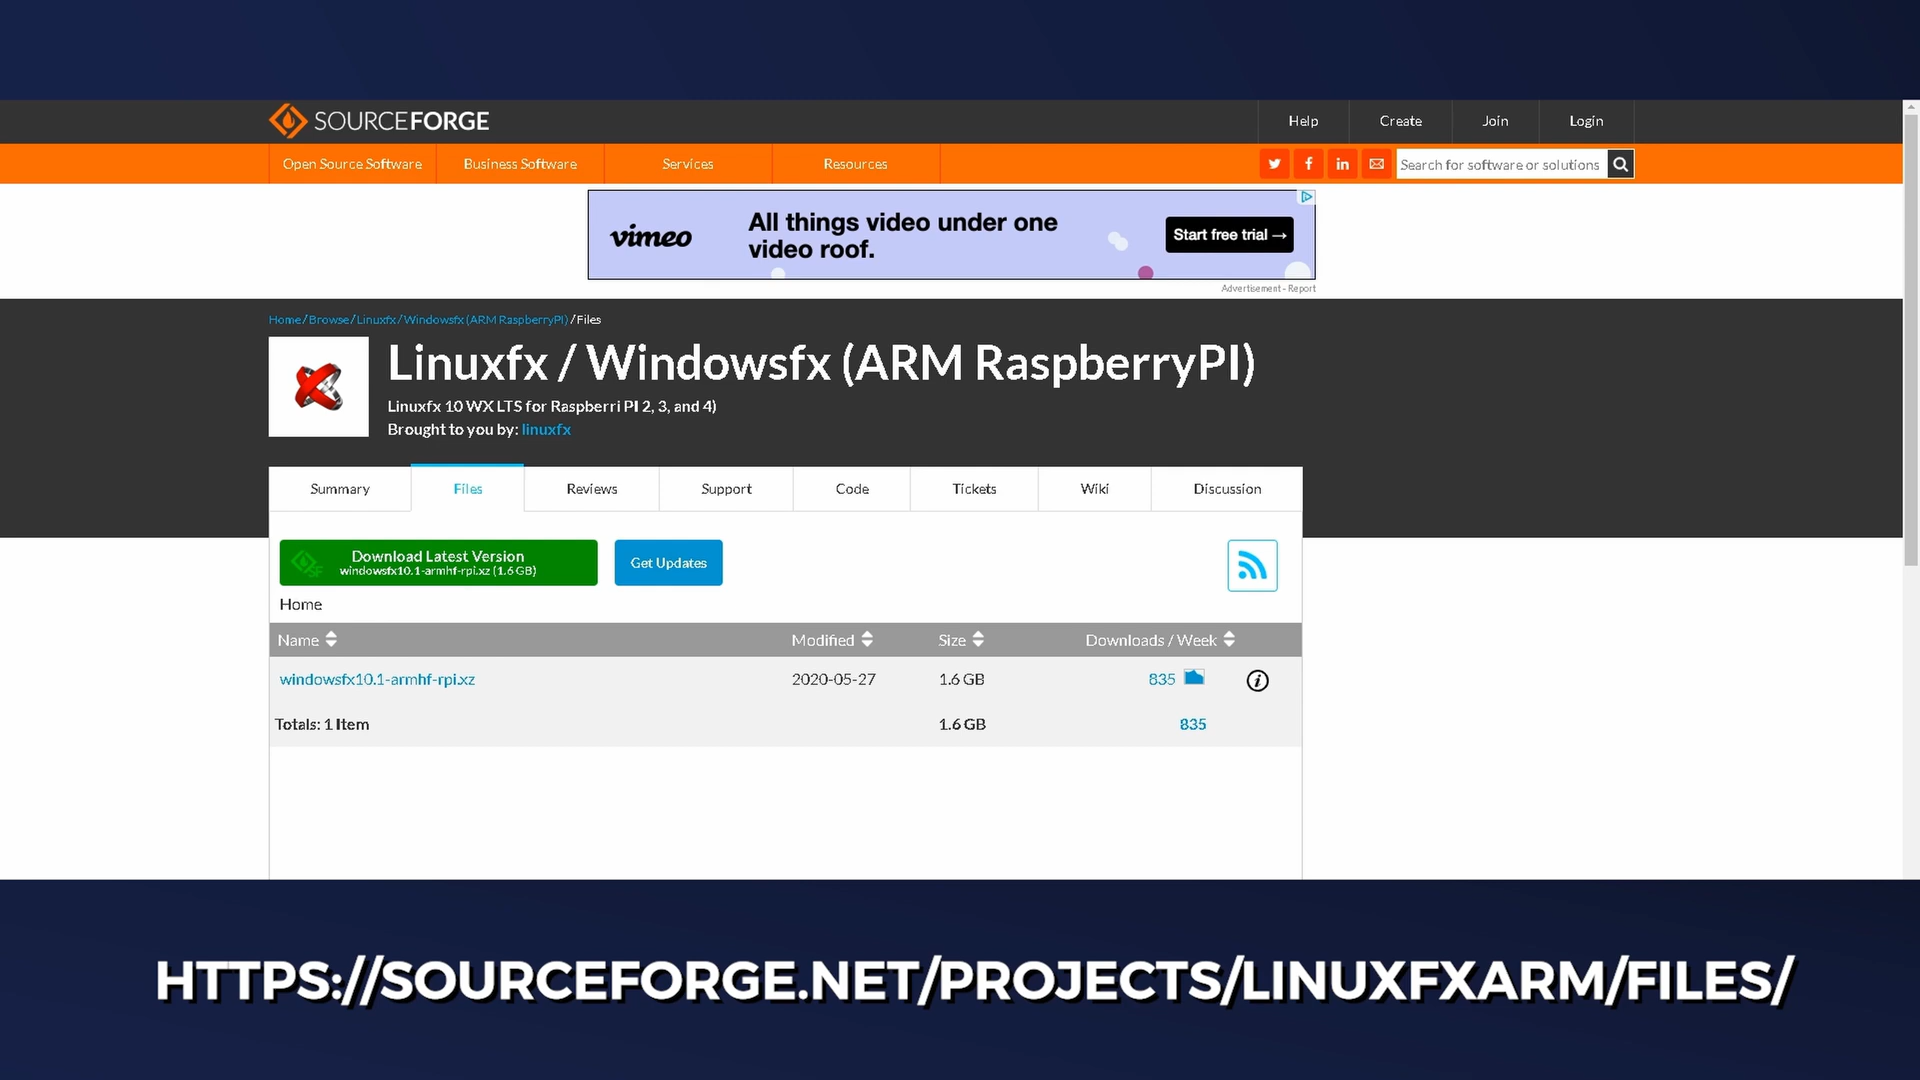 SOURCEFORGE
Help
Create
Join
Login
Open Source Software
Business Software
Services
Resources
Search for software or solutions
vimeo
All things video under one
video roof.
Start free trial →
Advertisement - Report
Home / Browse / Linuxfx / Windowsfx (ARM RaspberryPI) / Files
Linuxfx / Windowsfx (ARM RaspberryPI)
Linuxfx 10 WX LTS for Raspberri PI 2, 3, and 4)
Brought to you by: linuxfx
Summary
Files
Reviews
Support
Code
Tickets
Wiki
Discussion
Download Latest Version
windowsfx10.1-armhf-rpi.xz (1.6 GB)
Get Updates
Home
Name
Modified
Size
Downloads / Week
windowsfx10.1-armhf-rpi.xz
2020-05-27
1.6 GB
835
Totals: 1 Item
1.6 GB
835
HTTPS://SOURCEFORGE.NET/PROJECTS/LINUXFXARM/FILES/